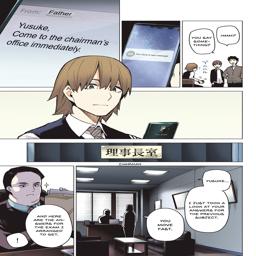 From: Father
Yusuke,
Come to the chairman's
office immediately.
YOU SAY
SOME-
THING?
HMM?
理事長室
CHAIRMAN
YUSUKE...
I JUST TOOK A
LOOK AT YOUR
ANSWERS FOR
THE PREVIOUS
SUBJECT.
YOU
MOVE
FAST.
AND HERE
ARE THE AN-
SWERS FOR
THE EXAM I
ARRANGED
TO GET.
!